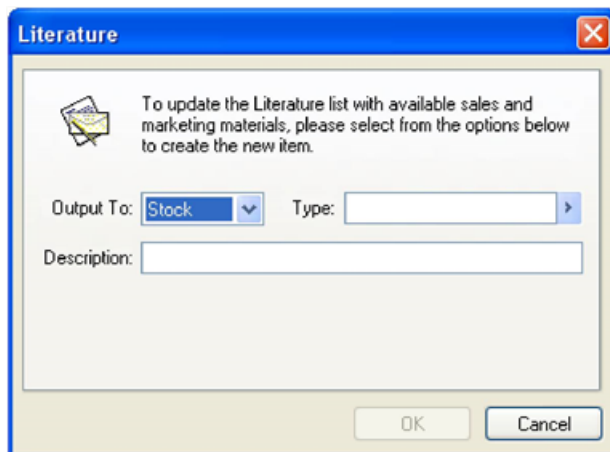 Literature
To update the Literature list with available sales and
marketing materials, please select from the options below
to create the new item.
Output To: Stock Type:
Description:
OK Cancel